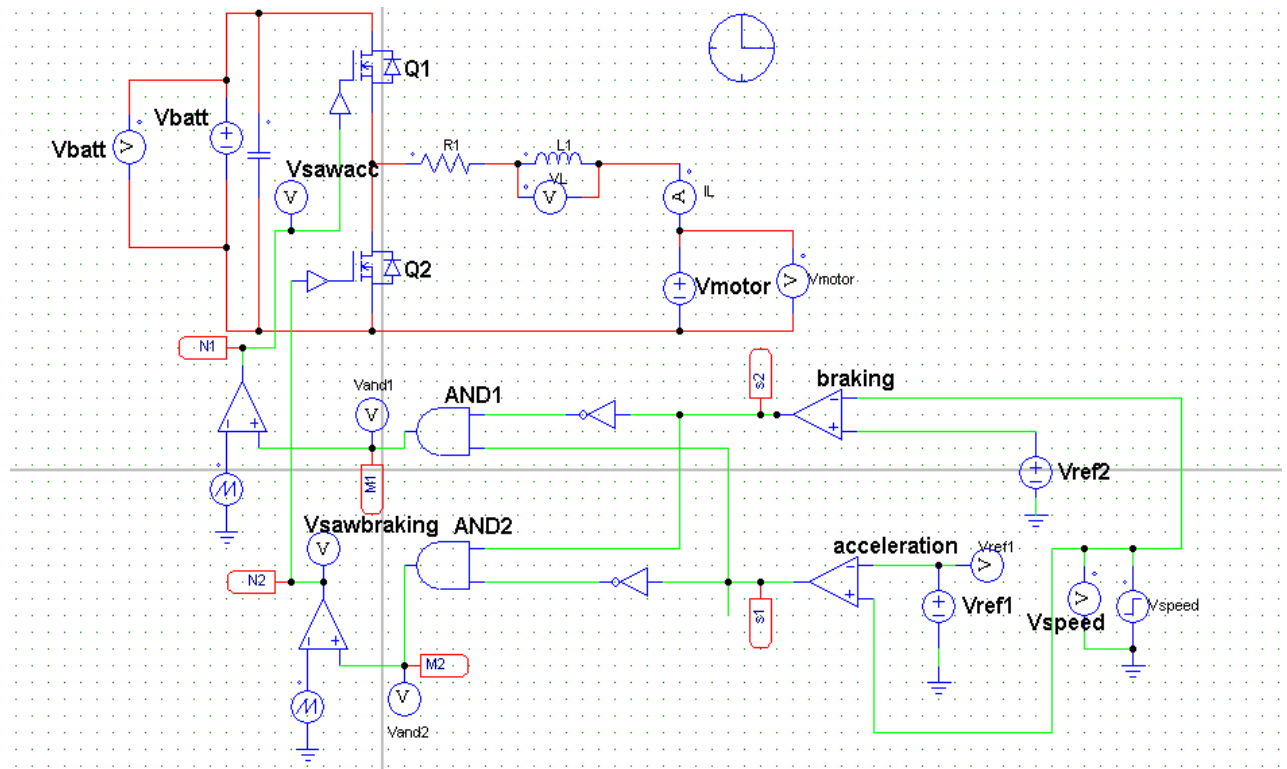 Q1
Vbatt
Vbatt
R1
L1
Vsawacc
VL
V
V
A
IL
V
Q2
Vmotor
V
Vmotor
N1
s2
braking
Vand1
AND1
V
M1
Vref2
Vsawbraking
AND2
acceleration
Vref1
V
V
N2
Vref1
V
Vspeed
Vspeed
s1
M2
V
Vand2